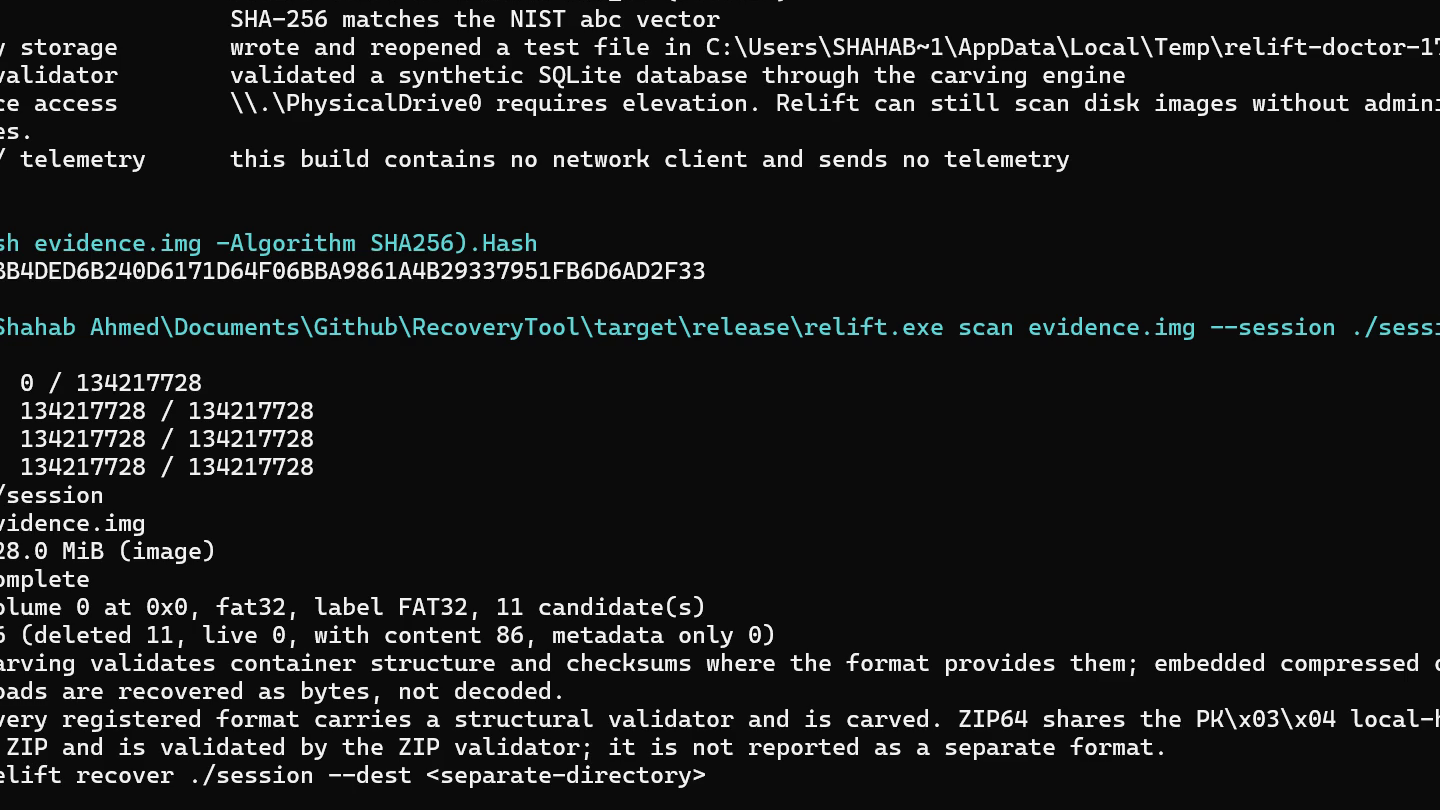 SHA-256 matches the NIST abc vector
y storage wrote and reopened a test file in C:\Users\SHAHAB~1\AppData\Local\Temp\relift-doctor-17
validator validated a synthetic SQLite database through the carving engine
ce access \\.\PhysicalDrive0 requires elevation. Relift can still scan disk images without admini
es.
/ telemetry this build contains no network client and sends no telemetry
sh evidence.img -Algorithm SHA256).Hash
BB4DED6B240D6171D64F06BBA9861A4B29337951FB6D6AD2F33
Shahab Ahmed\Documents\Github\RecoveryTool\target\release\relift.exe scan evidence.img --session ./sessi
0 / 134217728
134217728 / 134217728
134217728 / 134217728
134217728 / 134217728
/session
vidence.img
28.0 MiB (image)
omplete
olume 0 at 0x0, fat32, label FAT32, 11 candidate(s)
6 (deleted 11, live 0, with content 86, metadata only 0)
arving validates container structure and checksums where the format provides them; embedded compressed c
oads are recovered as bytes, not decoded.
very registered format carries a structural validator and is carved. ZIP64 shares the PK\x03\x04 local-h
ZIP and is validated by the ZIP validator; it is not reported as a separate format.
elift recover ./session --dest <separate-directory>